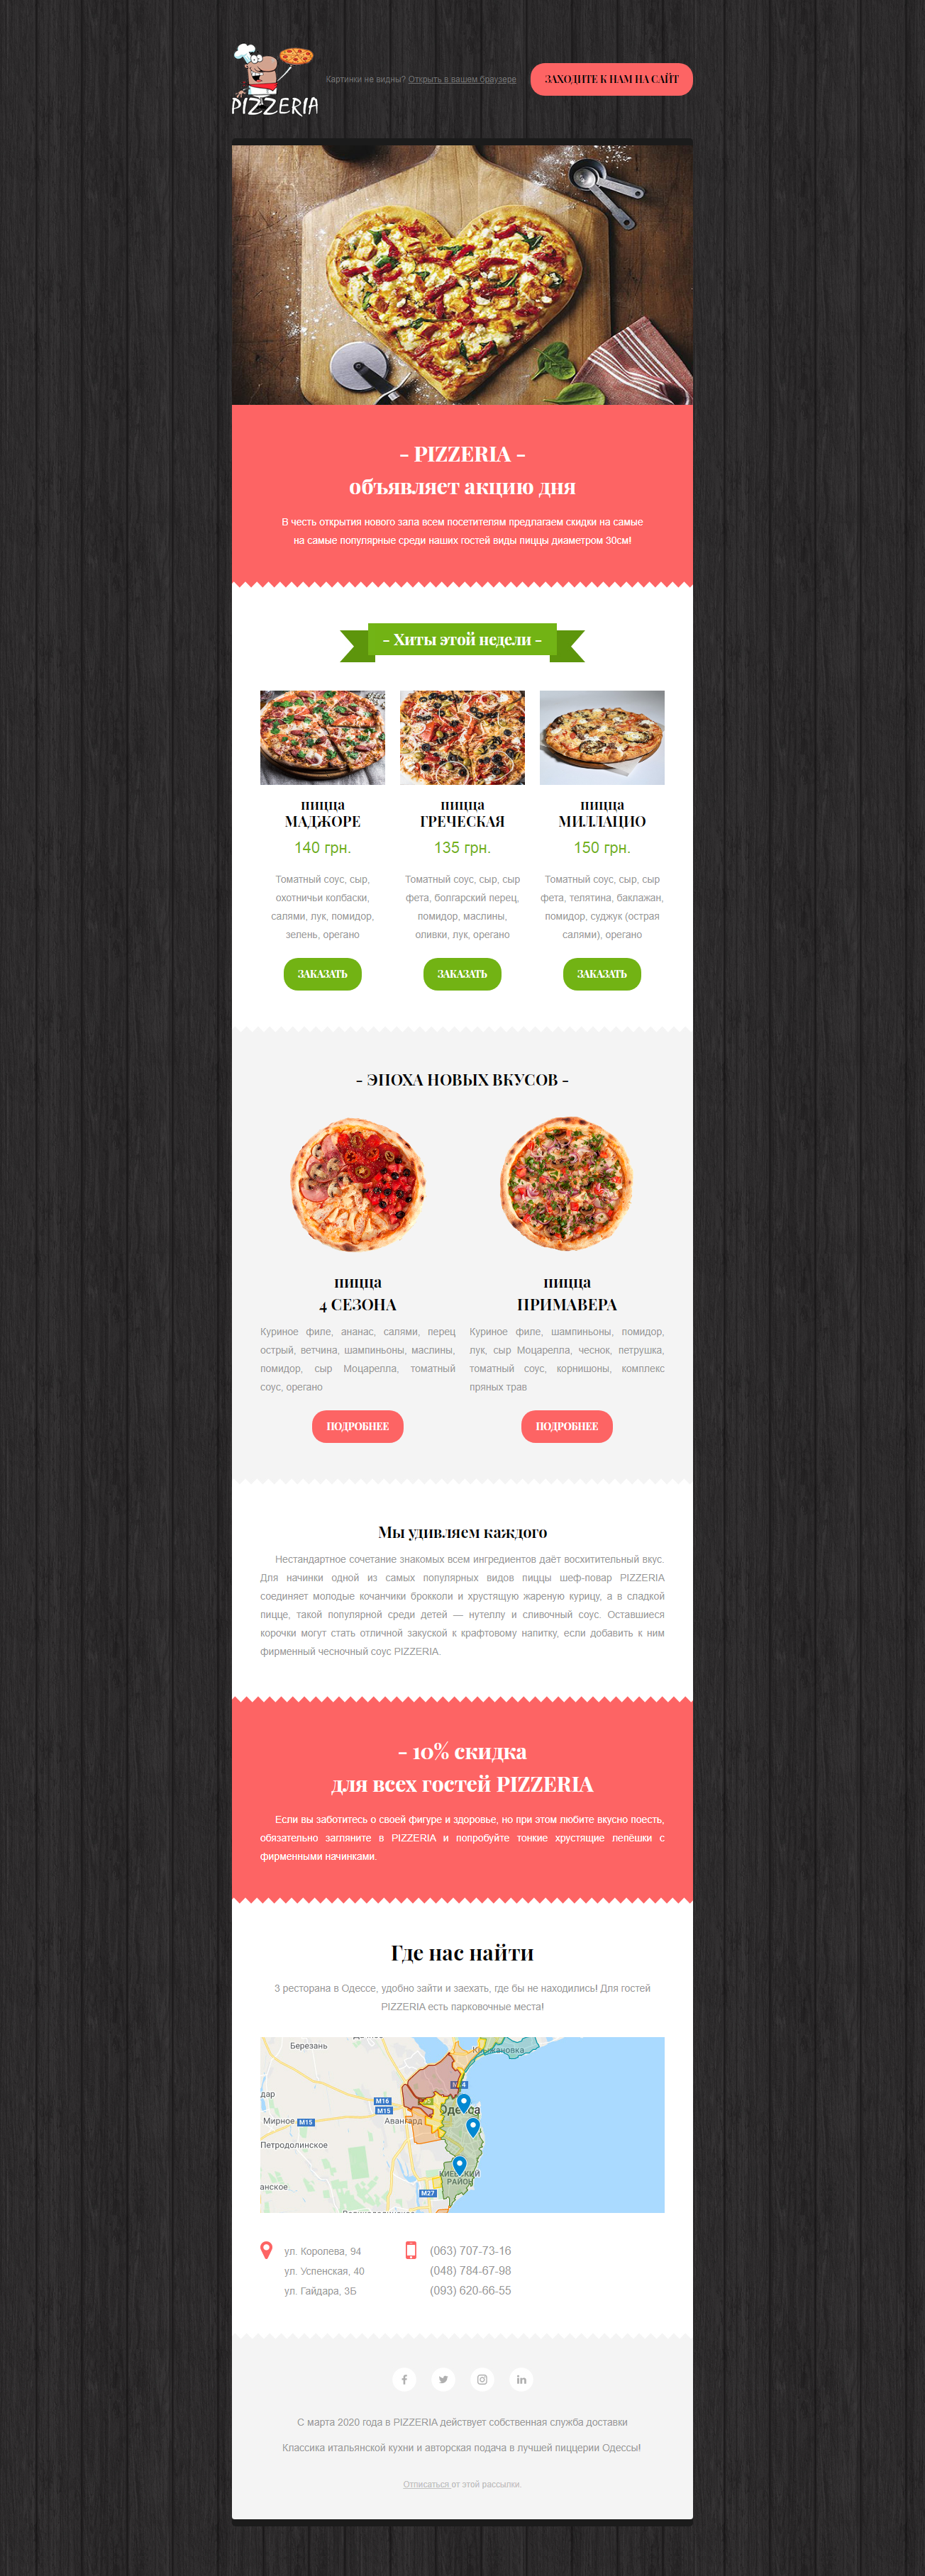 PIZZERIA
Картинки не видны? Открыть в вашем браузере
ЗАХОДИТЕ К НАМ НА САЙТ
- PIZZERIA -
объявляет акцию дня
В честь открытия нового зала всем посетителям предлагаем скидки на самые
на самые популярные среди наших гостей виды пиццы диаметром 30см!
- Хиты этой недели -
пицца
МАДЖОРЕ
140 грн.
Томатный соус, сыр,
охотничьи колбаски,
салями, лук, помидор,
зелень, орегано
ЗАКАЗАТЬ
пицца
ГРЕЧЕСКАЯ
135 грн.
Томатный соус, сыр, сыр
фета, болгарский перец,
помидор, маслины,
оливки, лук, орегано
ЗАКАЗАТЬ
пицца
МИЛЛАЦИО
150 грн.
Томатный соус, сыр, сыр
фета, телятина, баклажан,
помидор, суджук (острая
салями), орегано
ЗАКАЗАТЬ
- ЭПОХА НОВЫХ ВКУСОВ -
пицца
4 СЕЗОНА
Куриное филе, ананас, салями, перец
острый, ветчина, шампиньоны, маслины,
помидор, сыр Моцарелла, томатный
соус, орегано
ПОДРОБНЕЕ
пицца
ПРИМАВЕРА
Куриное филе, шампиньоны, помидор,
лук, сыр Моцарелла, чеснок, петрушка,
томатный соус, корнишоны, комплекс
пряных трав
ПОДРОБНЕЕ
Мы удивляем каждого
Нестандартное сочетание знакомых всем ингредиентов даёт восхитительный вкус.
Для начинки одной из самых популярных видов пиццы шеф-повар PIZZERIA
соединяет молодые кочанчики брокколи и хрустящую жареную курицу, а в сладкой
пицце, такой популярной среди детей — нутеллу и сливочный соус. Оставшиеся
корочки могут стать отличной закуской к крафтовому напитку, если добавить к ним
фирменный чесночный соус PIZZERIA.
- 10% скидка
для всех гостей PIZZERIA
Если вы заботитесь о своей фигуре и здоровье, но при этом любите вкусно поесть,
обязательно загляните в PIZZERIA и попробуйте тонкие хрустящие лепёшки с
фирменными начинками.
Где нас найти
3 ресторана в Одессе, удобно зайти и заехать, где бы не находились! Для гостей
PIZZERIA есть парковочные места!
Березань
Крыжановка
дар
М16
М15
Мирное
М15
Авангард
Одесса
Петродолинское
КИЕВСКИЙ
РАЙОН
анское
М27
ул. Королева, 94
ул. Успенская, 40
ул. Гайдара, 3Б
(063) 707-73-16
(048) 784-67-98
(093) 620-66-55
С марта 2020 года в PIZZERIA действует собственная служба доставки
Классика итальянской кухни и авторская подача в лучшей пиццерии Одессы!
Отписаться от этой рассылки.